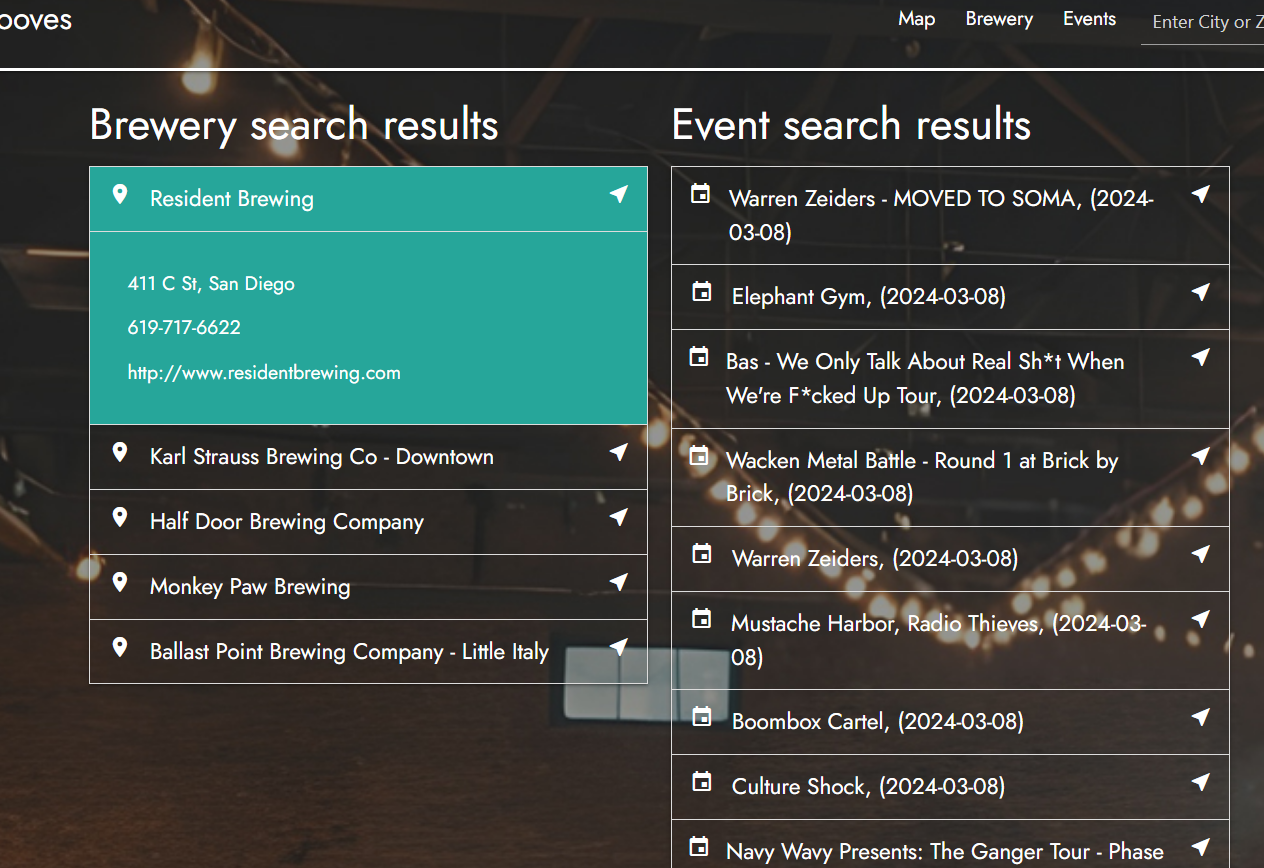 Map Brewery Events Enter City or
Brewery search results
Resident Brewing
411 C St, San Diego
619-717-6622
http://www.residentbrewing.com
Karl Strauss Brewing Co - Downtown
Half Door Brewing Company
Monkey Paw Brewing
Ballast Point Brewing Company - Little Italy
Event search results
Warren Zeiders - MOVED TO SOMA, (2024-
03-08)
Elephant Gym, (2024-03-08)
Bas - We Only Talk About Real Sh*t When
We're F*cked Up Tour, (2024-03-08)
Wacken Metal Battle - Round 1 at Brick by
Brick, (2024-03-08)
Warren Zeiders, (2024-03-08)
Mustache Harbor, Radio Thieves, (2024-03-
08)
Boombox Cartel, (2024-03-08)
Culture Shock, (2024-03-08)
Navy Wavy Presents: The Ganger Tour - Phase